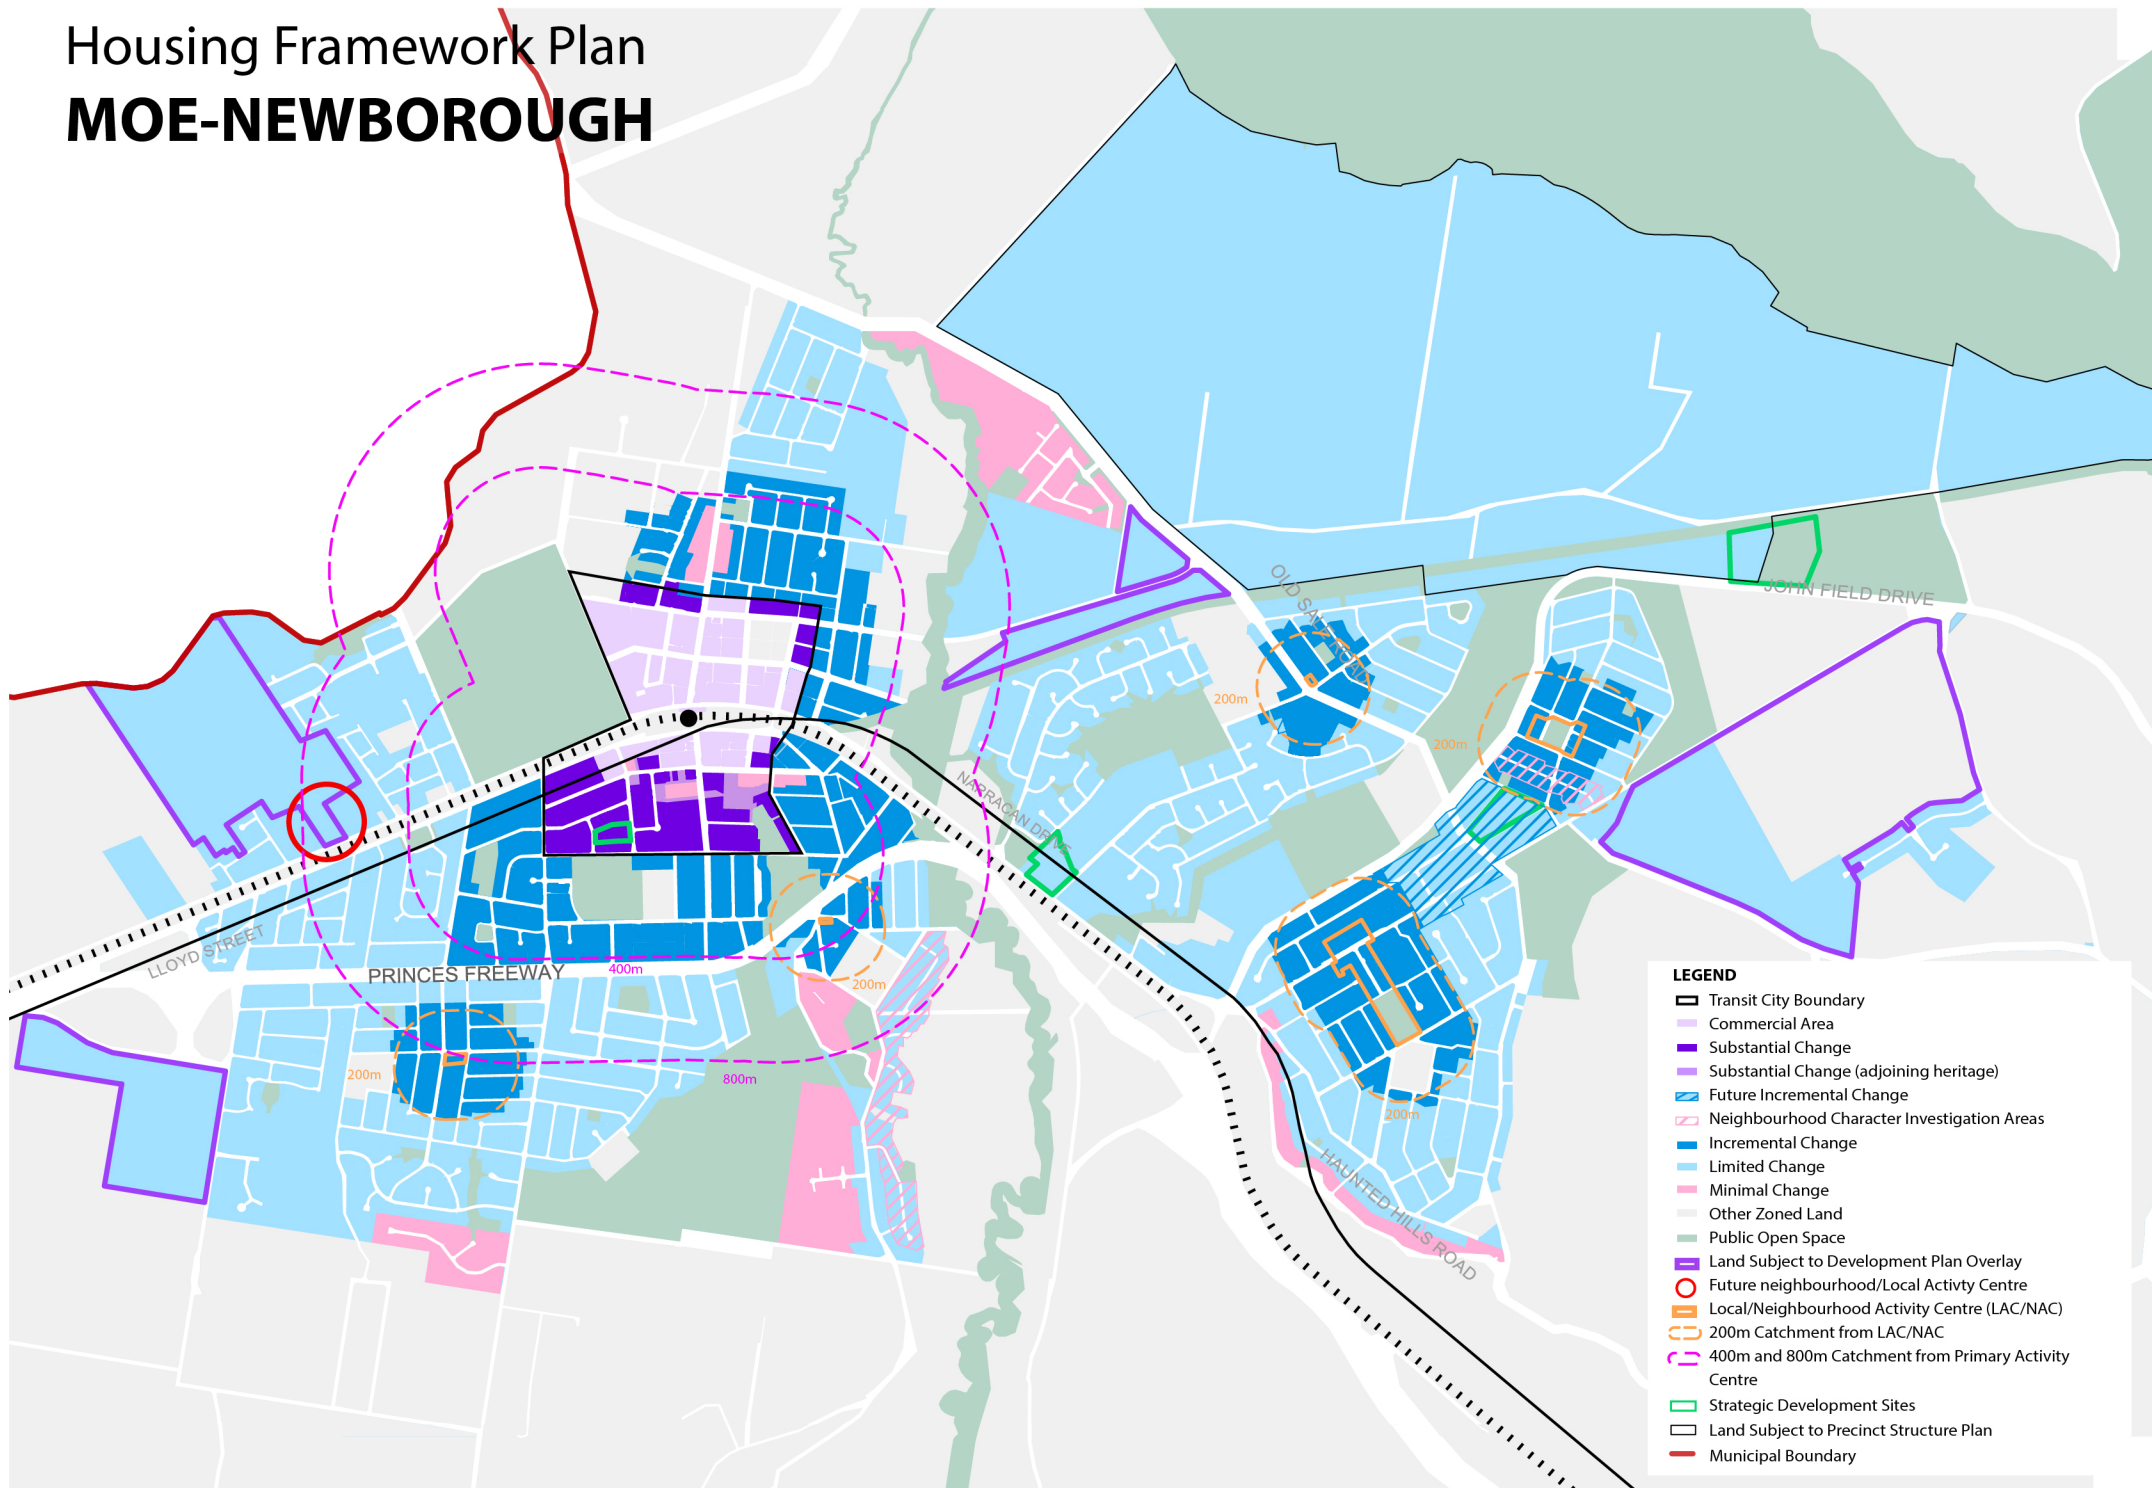 Housing Framework Plan
MOE-NEWBOROUGH
OLD SALE ROAD
JOHN FIELD DRIVE
200m
200m
NARRACAN DRIVE
LLOYD STREET
PRINCES FREEWAY
400m
200m
200m
800m
200m
HAUNTED HILLS ROAD
LEGEND
Transit City Boundary
Commercial Area
Substantial Change
Substantial Change (adjoining heritage)
Future Incremental Change
Neighbourhood Character Investigation Areas
Incremental Change
Limited Change
Minimal Change
Other Zoned Land
Public Open Space
Land Subject to Development Plan Overlay
Future neighbourhood/Local Activty Centre
Local/Neighbourhood Activity Centre (LAC/NAC)
200m Catchment from LAC/NAC
400m and 800m Catchment from Primary Activity
Centre
Strategic Development Sites
Land Subject to Precinct Structure Plan
Municipal Boundary